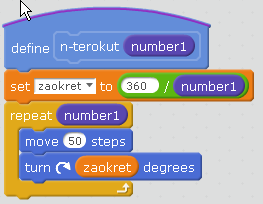 define n-terokut number1
set zaokret to 360 / number1
repeat number1
move 50 steps
turn zaokret degrees